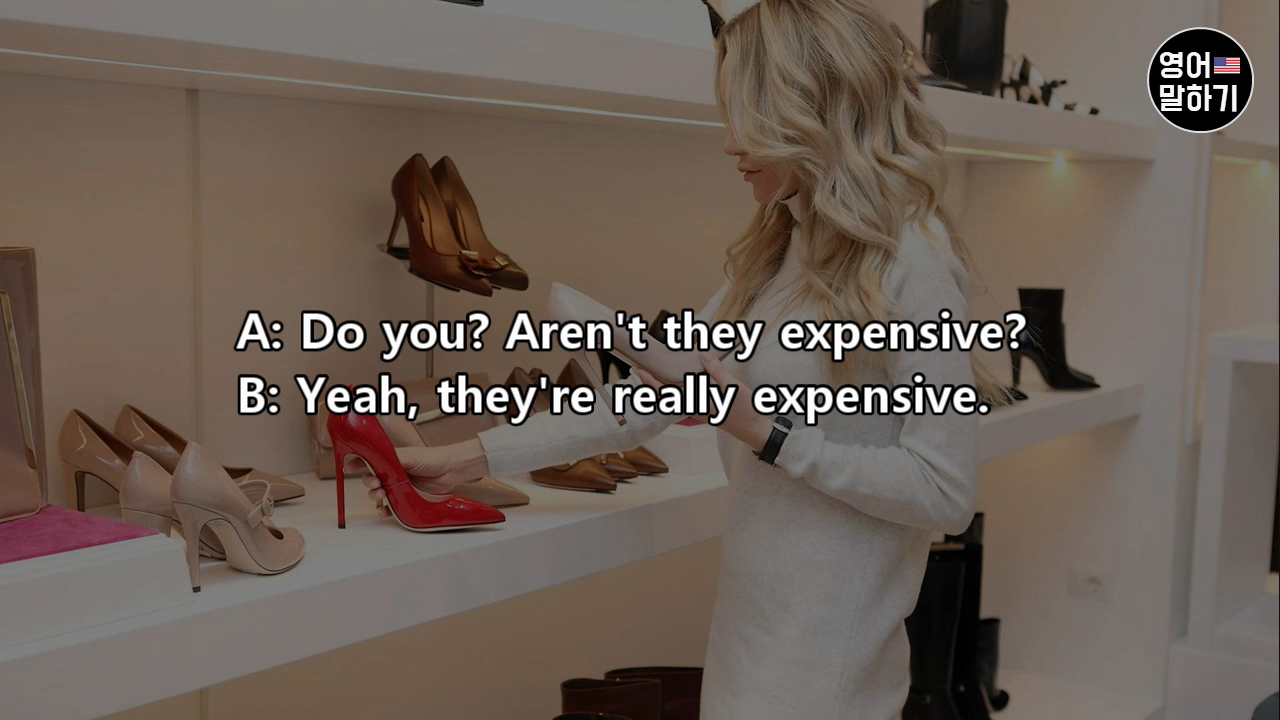 영어
말하기
A: Do you? Aren't they expensive?
B: Yeah, they're really expensive.